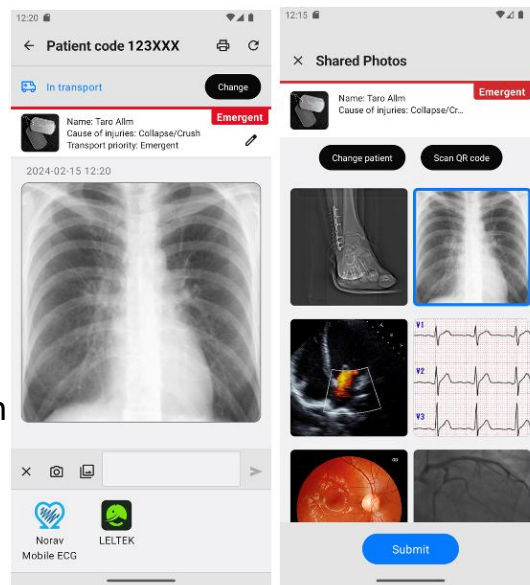 12:20
Patient code 123XXX
In transport
Change
Emergent
Name: Taro Allm
Cause of injuries: Collapse/Crush
Transport priority: Emergent
2024-02-15 12:20
Norav
Mobile ECG
LELTEK
12:15
Shared Photos
Emergent
Name: Taro Allm
Cause of injuries: Collapse/Cr...
Change patient
Scan QR code
V1
V2
V3
Submit